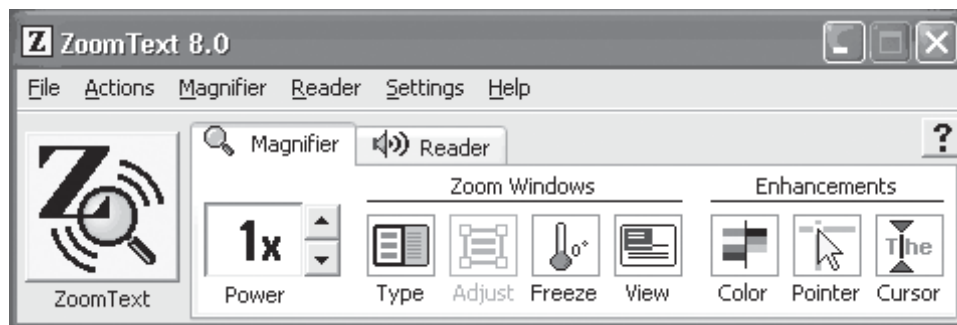 Z ZoomText 8.0
File Actions Magnifier Reader Settings Help
Magnifier Reader ?
Zoom Windows Enhancements
Z 1x 0° The
ZoomText Power Type Adjust Freeze View Color Pointer Cursor